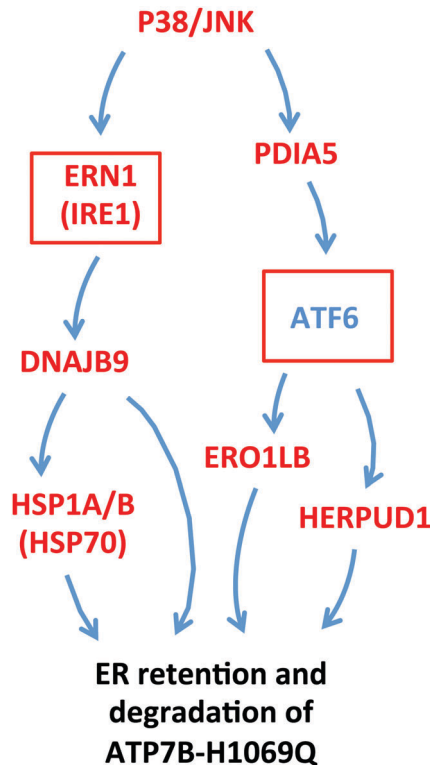 P38/JNK
ERN1
(IRE1)
PDIA5
ATF6
DNAJB9
ERO1LB
HSP1A/B
(HSP70)
HERPUD1
ER retention and
degradation of
ATP7B-H1069Q